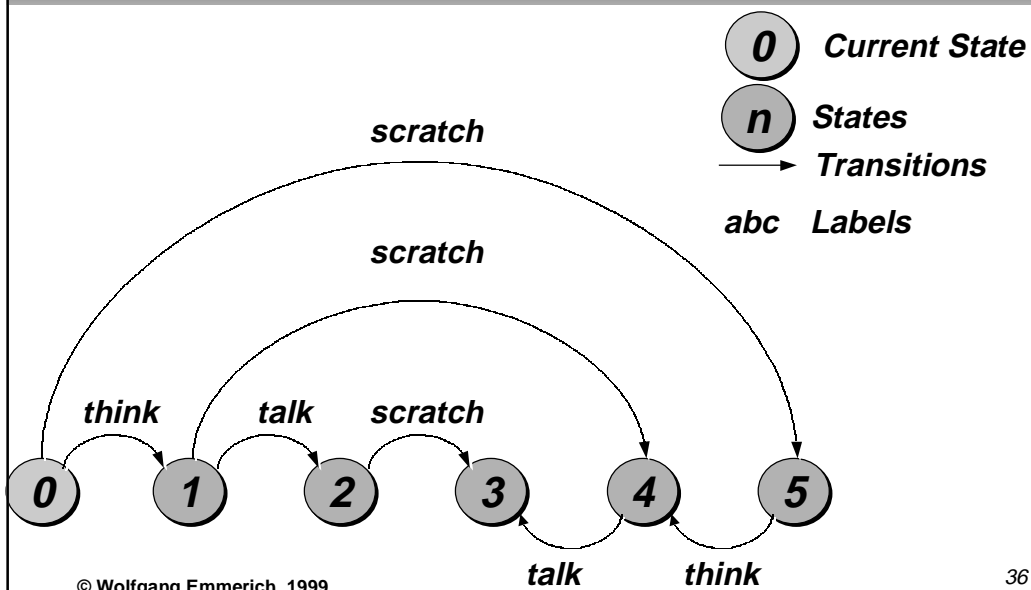 0 Current State
n States
Transitions
abc Labels
scratch
scratch
think talk scratch
0 1 2 3 4 5
talk think
© Wolfgang Emmerich, 1999
36